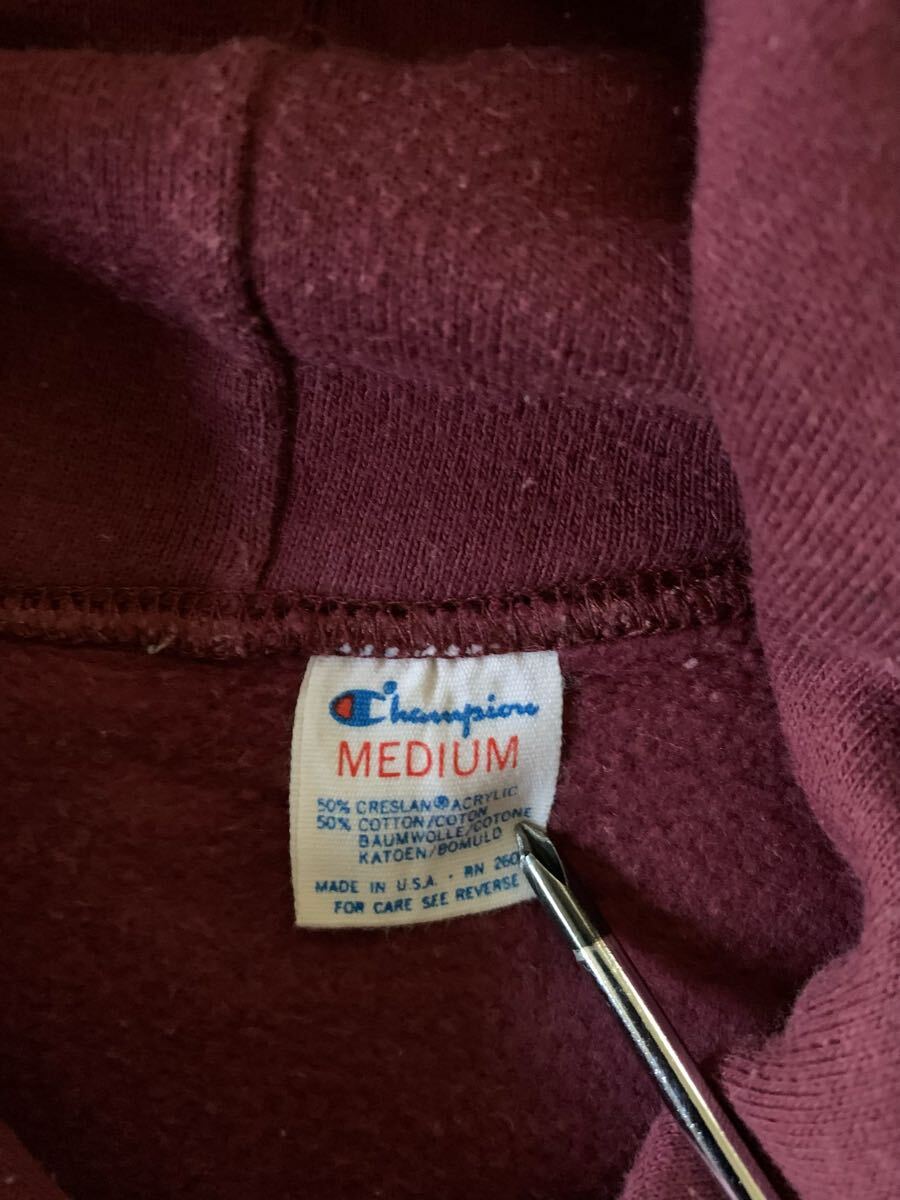 Champion
MEDIUM
50% CRESLAN® ACRYLIC
50% COTTON/COTON
BAUMWOLLE/COTONE
KATOEN/BOMULD
MADE IN U.S.A. · RN 260
FOR CARE SEE REVERSE